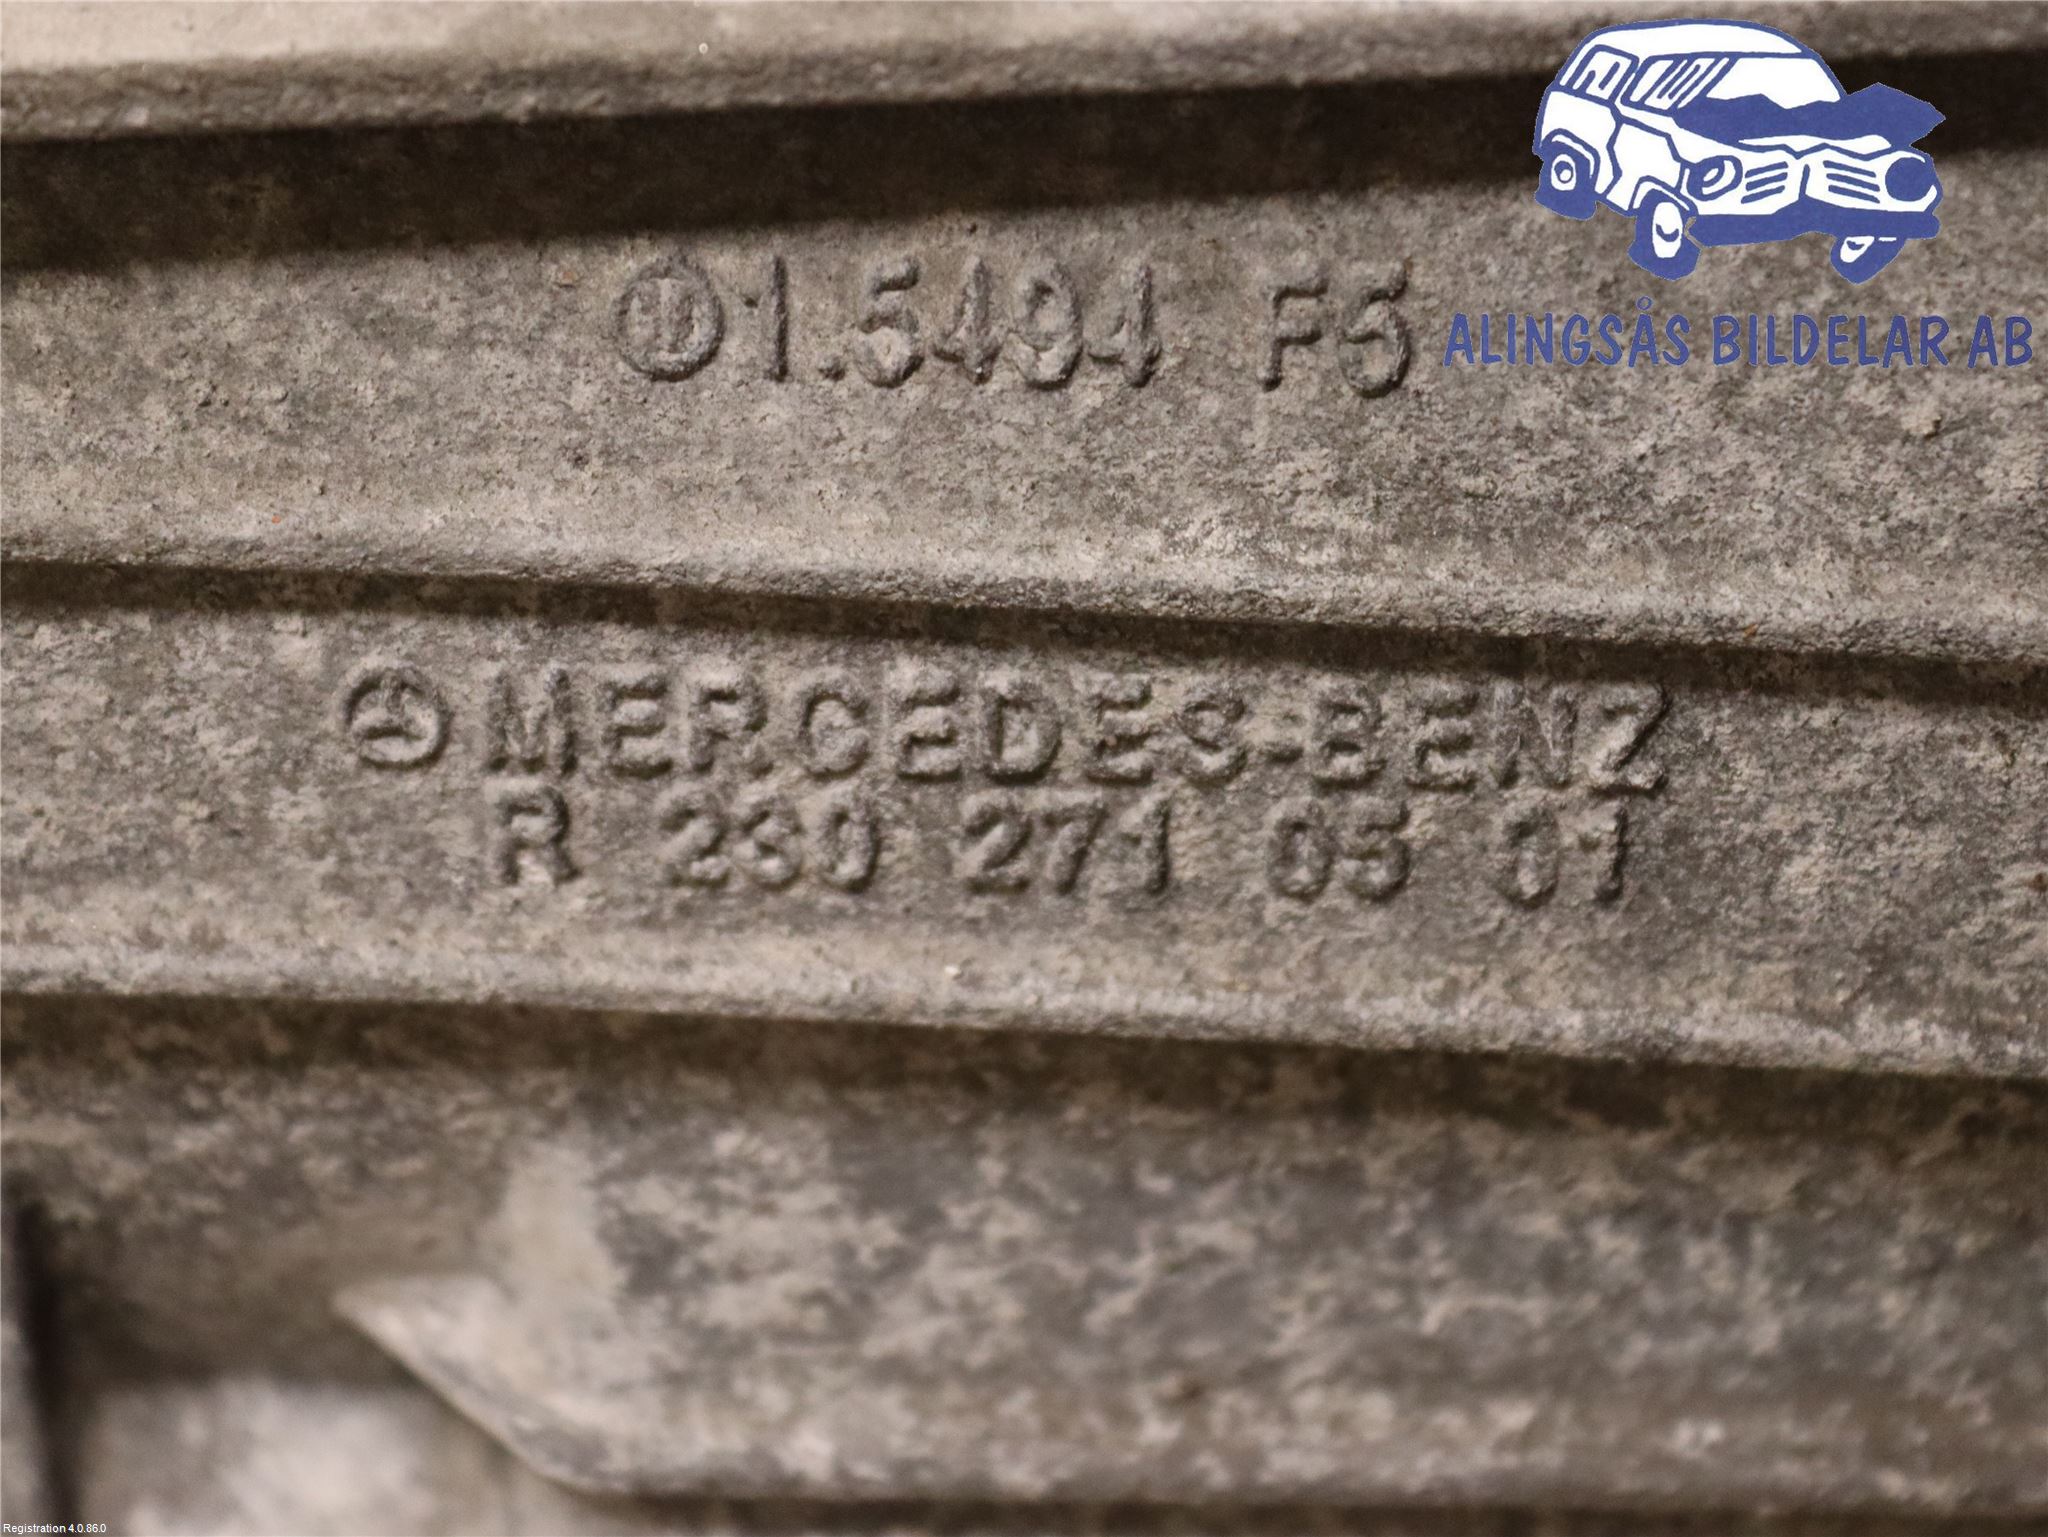 1.5494 F5
ALINGSÅS BILDELAR AB
MERCEDES-BENZ
R 230 271 05 01
Registration 4.0.86.0